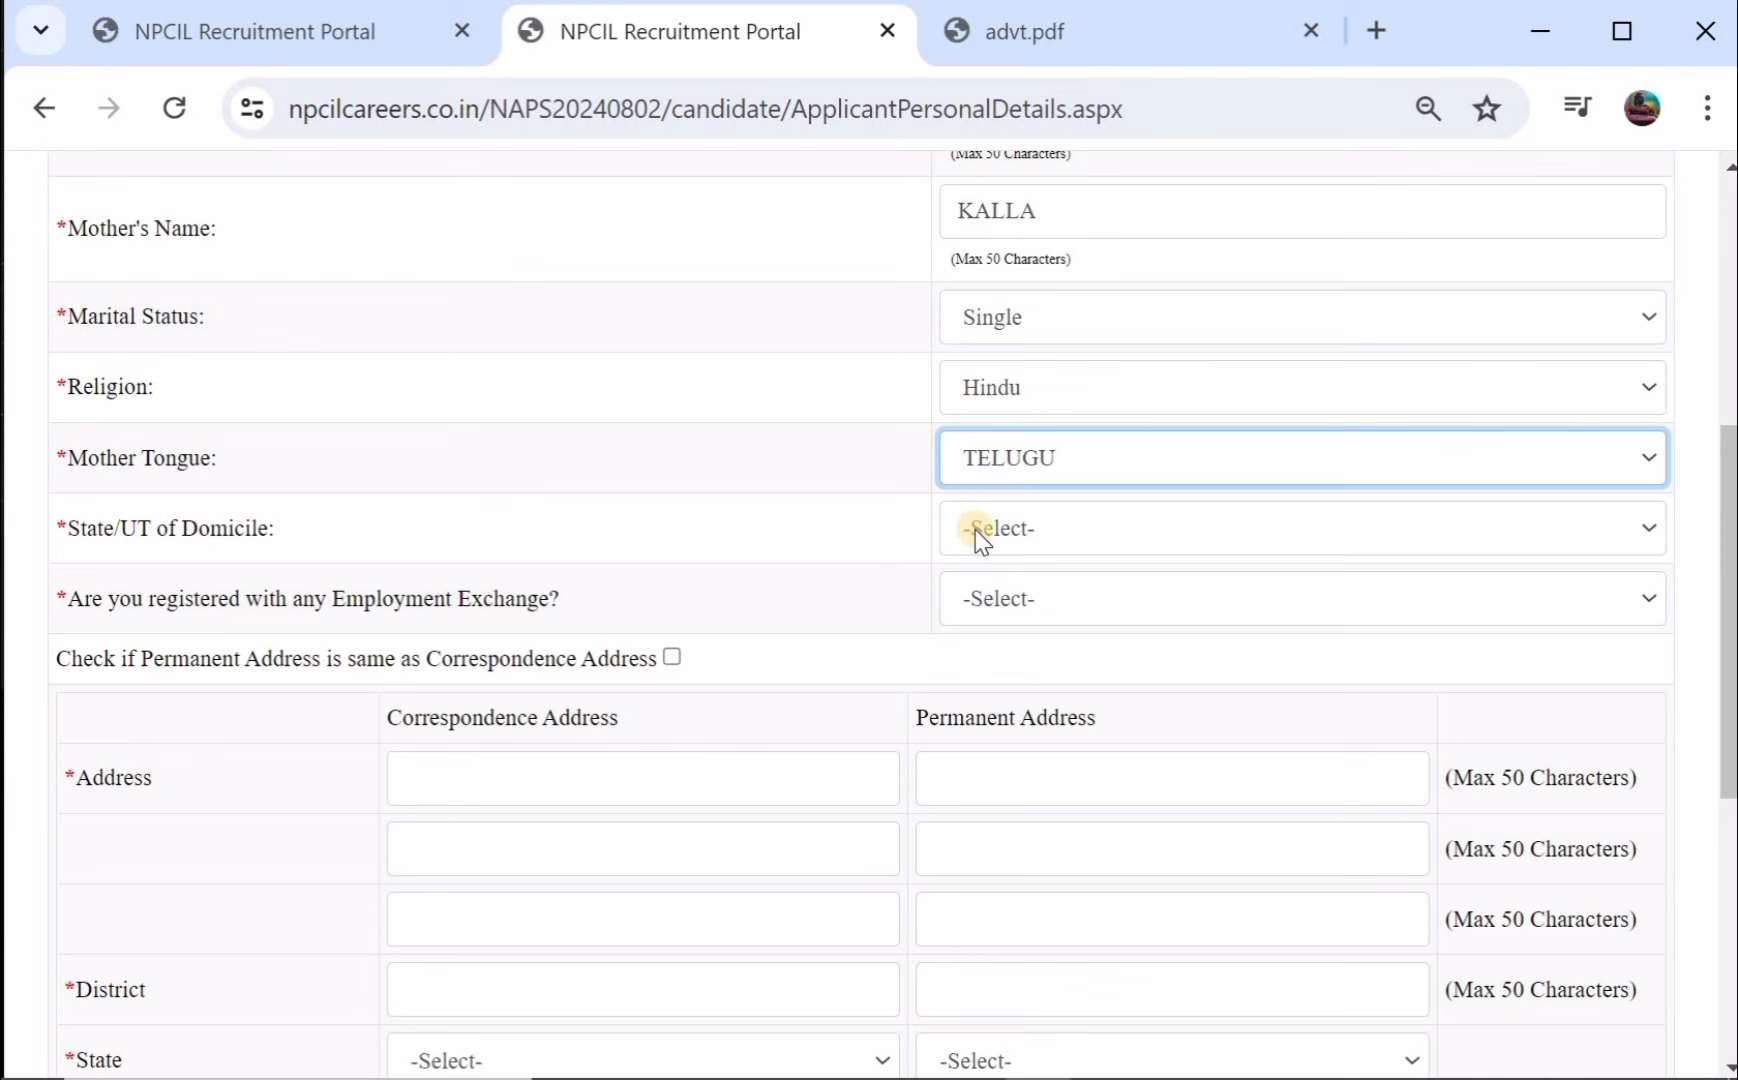 NPCIL Recruitment Portal
NPCIL Recruitment Portal
advt.pdf
npcilcareers.co.in/NAPS20240802/candidate/ApplicantPersonalDetails.aspx
(Max 50 Characters)
*Mother's Name:
KALLA
(Max 50 Characters)
*Marital Status:
Single
*Religion:
Hindu
*Mother Tongue:
TELUGU
*State/UT of Domicile:
-Select-
*Are you registered with any Employment Exchange?
-Select-
Check if Permanent Address is same as Correspondence Address
Correspondence Address
Permanent Address
*Address
(Max 50 Characters)
(Max 50 Characters)
(Max 50 Characters)
*District
(Max 50 Characters)
*State
-Select-
-Select-